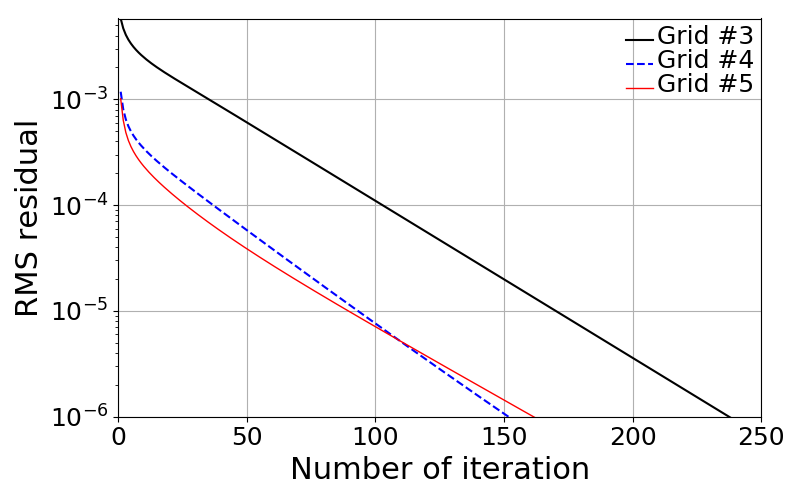 Grid #3
Grid #4
Grid #5
10⁻³
10⁻⁴
10⁻⁵
10⁻⁶
RMS residual
0 50 100 150 200 250
Number of iteration